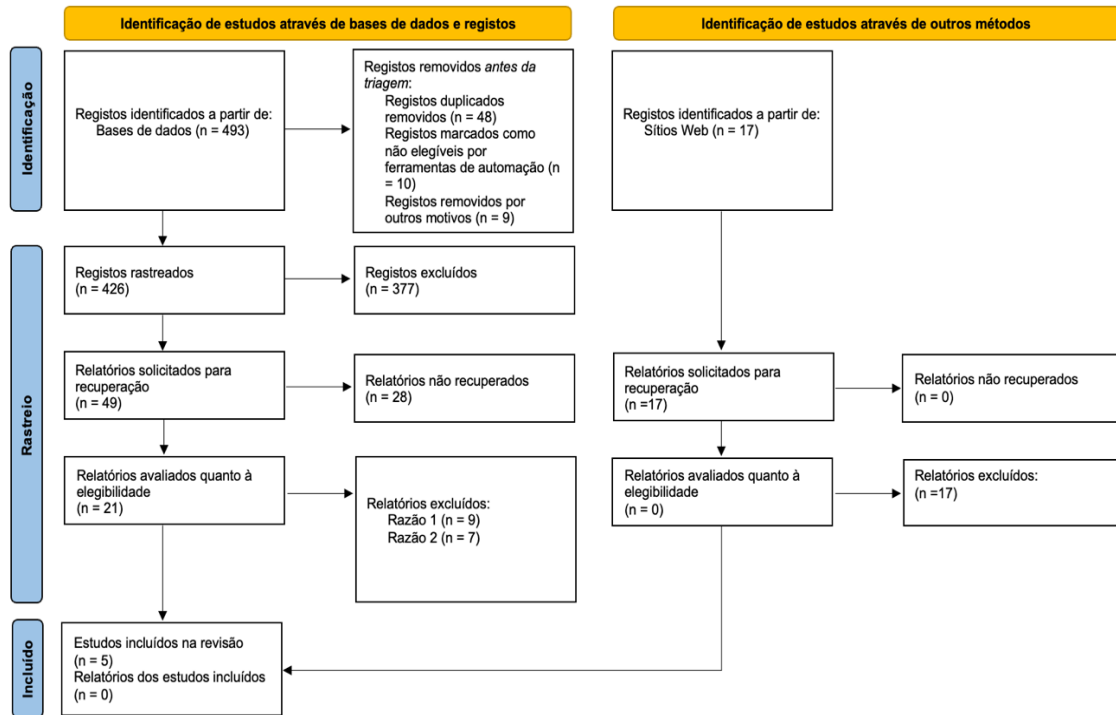 Identificação de estudos através de bases de dados e registos
Identificação de estudos através de outros métodos
Identificação
Registos identificados a partir de:
Bases de dados (n = 493)
Registos removidos antes da
triagem:
Registos duplicados
removidos (n = 48)
Registos marcados como
não elegíveis por
ferramentas de automação (n
= 10)
Registos removidos por
outros motivos (n = 9)
Registos identificados a partir de:
Sítios Web (n = 17)
Rastreio
Registos rastreados
(n = 426)
Registos excluídos
(n = 377)
Relatórios solicitados para
recuperação
(n = 49)
Relatórios não recuperados
(n = 28)
Relatórios solicitados para
recuperação
(n =17)
Relatórios não recuperados
(n = 0)
Relatórios avaliados quanto à
elegibilidade
(n = 21)
Relatórios excluídos:
Razão 1 (n = 9)
Razão 2 (n = 7)
Relatórios avaliados quanto à
elegibilidade
(n = 0)
Relatórios excluídos:
(n =17)
Incluído
Estudos incluídos na revisão
(n = 5)
Relatórios dos estudos incluídos
(n = 0)